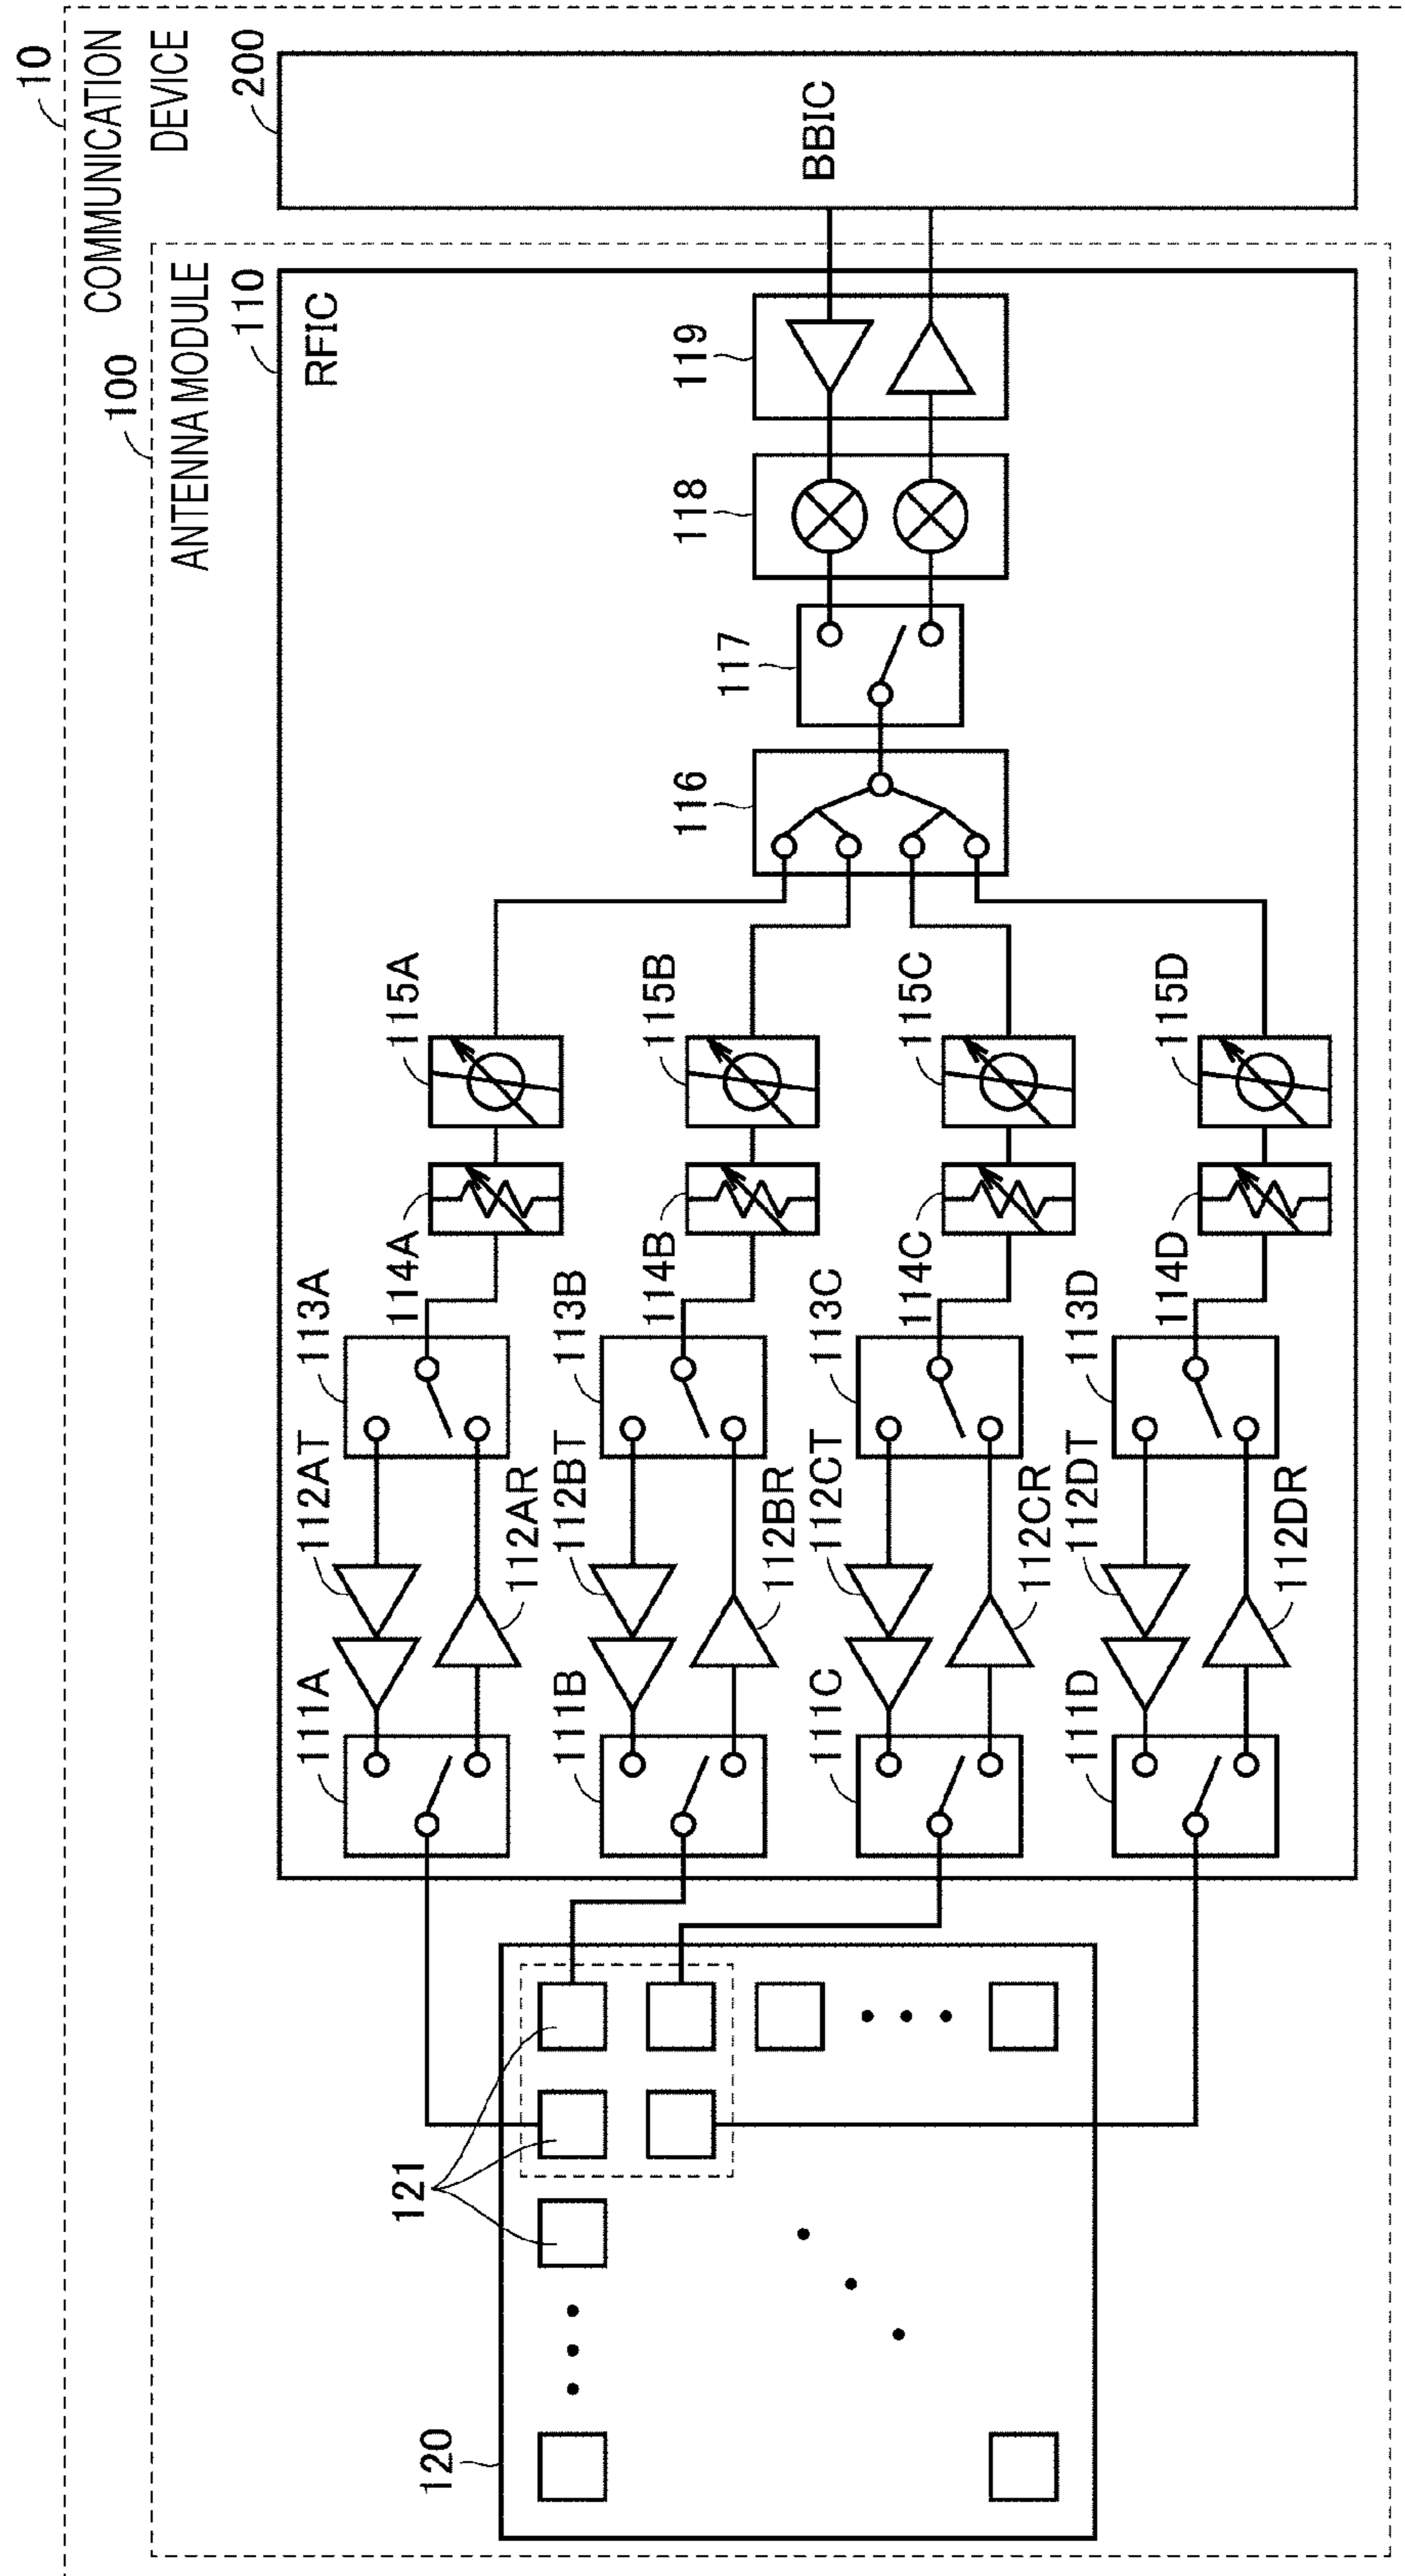 10
COMMUNICATION
DEVICE
200
BBIC
100
ANTENNA MODULE
110
RFIC
119
118
117
116
115A
115B
115C
115D
114A
114B
114C
114D
113A
113B
113C
113D
112AT
112BT
112CT
112DT
112AR
112BR
112CR
112DR
111A
111B
111C
111D
121
120